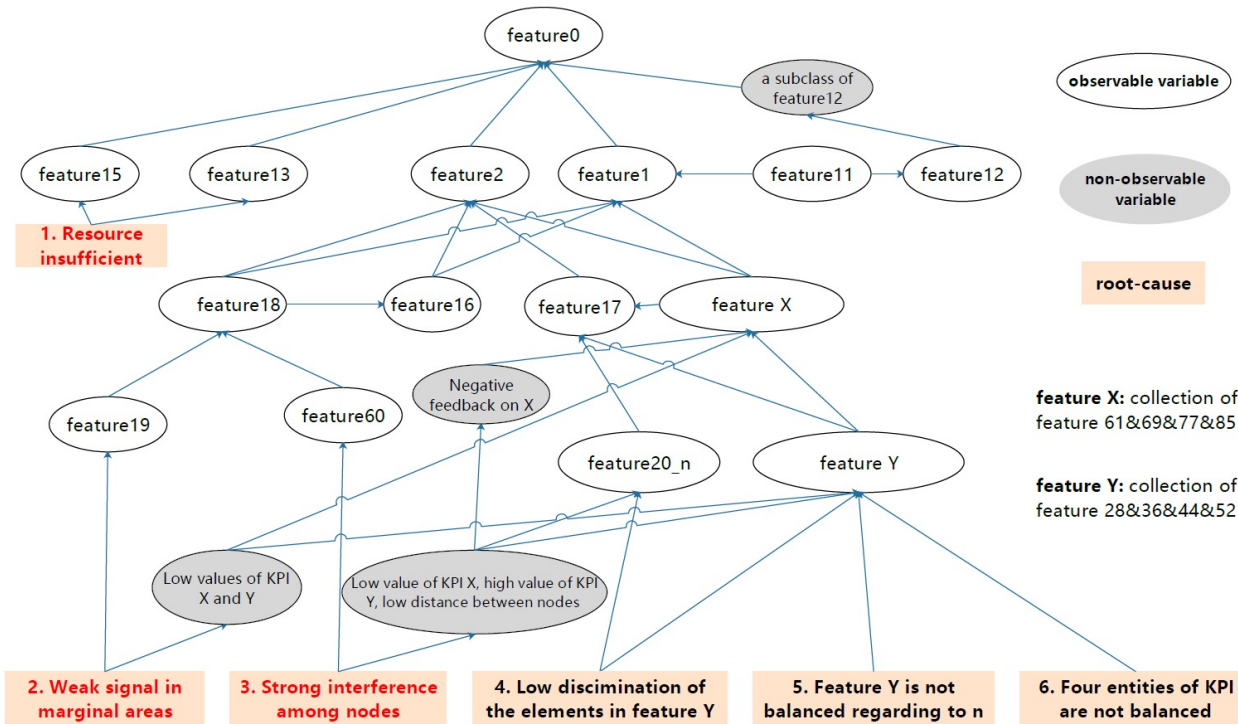 feature0
a subclass of
feature12
observable variable
feature15
feature13
feature2
feature1
feature11
feature12
non-observable
variable
1. Resource
insufficient
root-cause
feature18
feature16
feature17
feature X
Negative
feedback on X
feature19
feature60
feature20_n
feature Y
feature X: collection of
feature 61&69&77&85
feature Y: collection of
feature 28&36&44&52
Low values of KPI
X and Y
Low value of KPI X, high value of KPI
Y, low distance between nodes
2. Weak signal in
marginal areas
3. Strong interference
among nodes
4. Low discimination of
the elements in feature Y
5. Feature Y is not
balanced regarding to n
6. Four entities of KPI
are not balanced